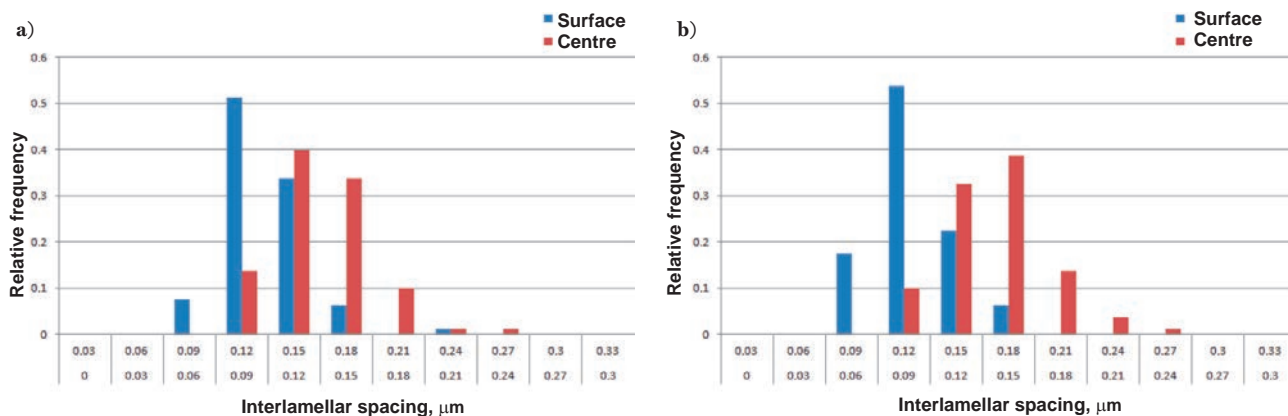 a)
Surface
Centre
0.6
0.5
0.4
0.3
0.2
0.1
0
Relative frequency
0.03 0.06 0.09 0.12 0.15 0.18 0.21 0.24 0.27 0.3 0.33
0 0.03 0.06 0.09 0.12 0.15 0.18 0.21 0.24 0.27 0.3
Interlamellar spacing, μm
b)
Surface
Centre
0.6
0.5
0.4
0.3
0.2
0.1
0
Relative frequency
0.03 0.06 0.09 0.12 0.15 0.18 0.21 0.24 0.27 0.3 0.33
0 0.03 0.06 0.09 0.12 0.15 0.18 0.21 0.24 0.27 0.3
Interlamellar spacing, μm